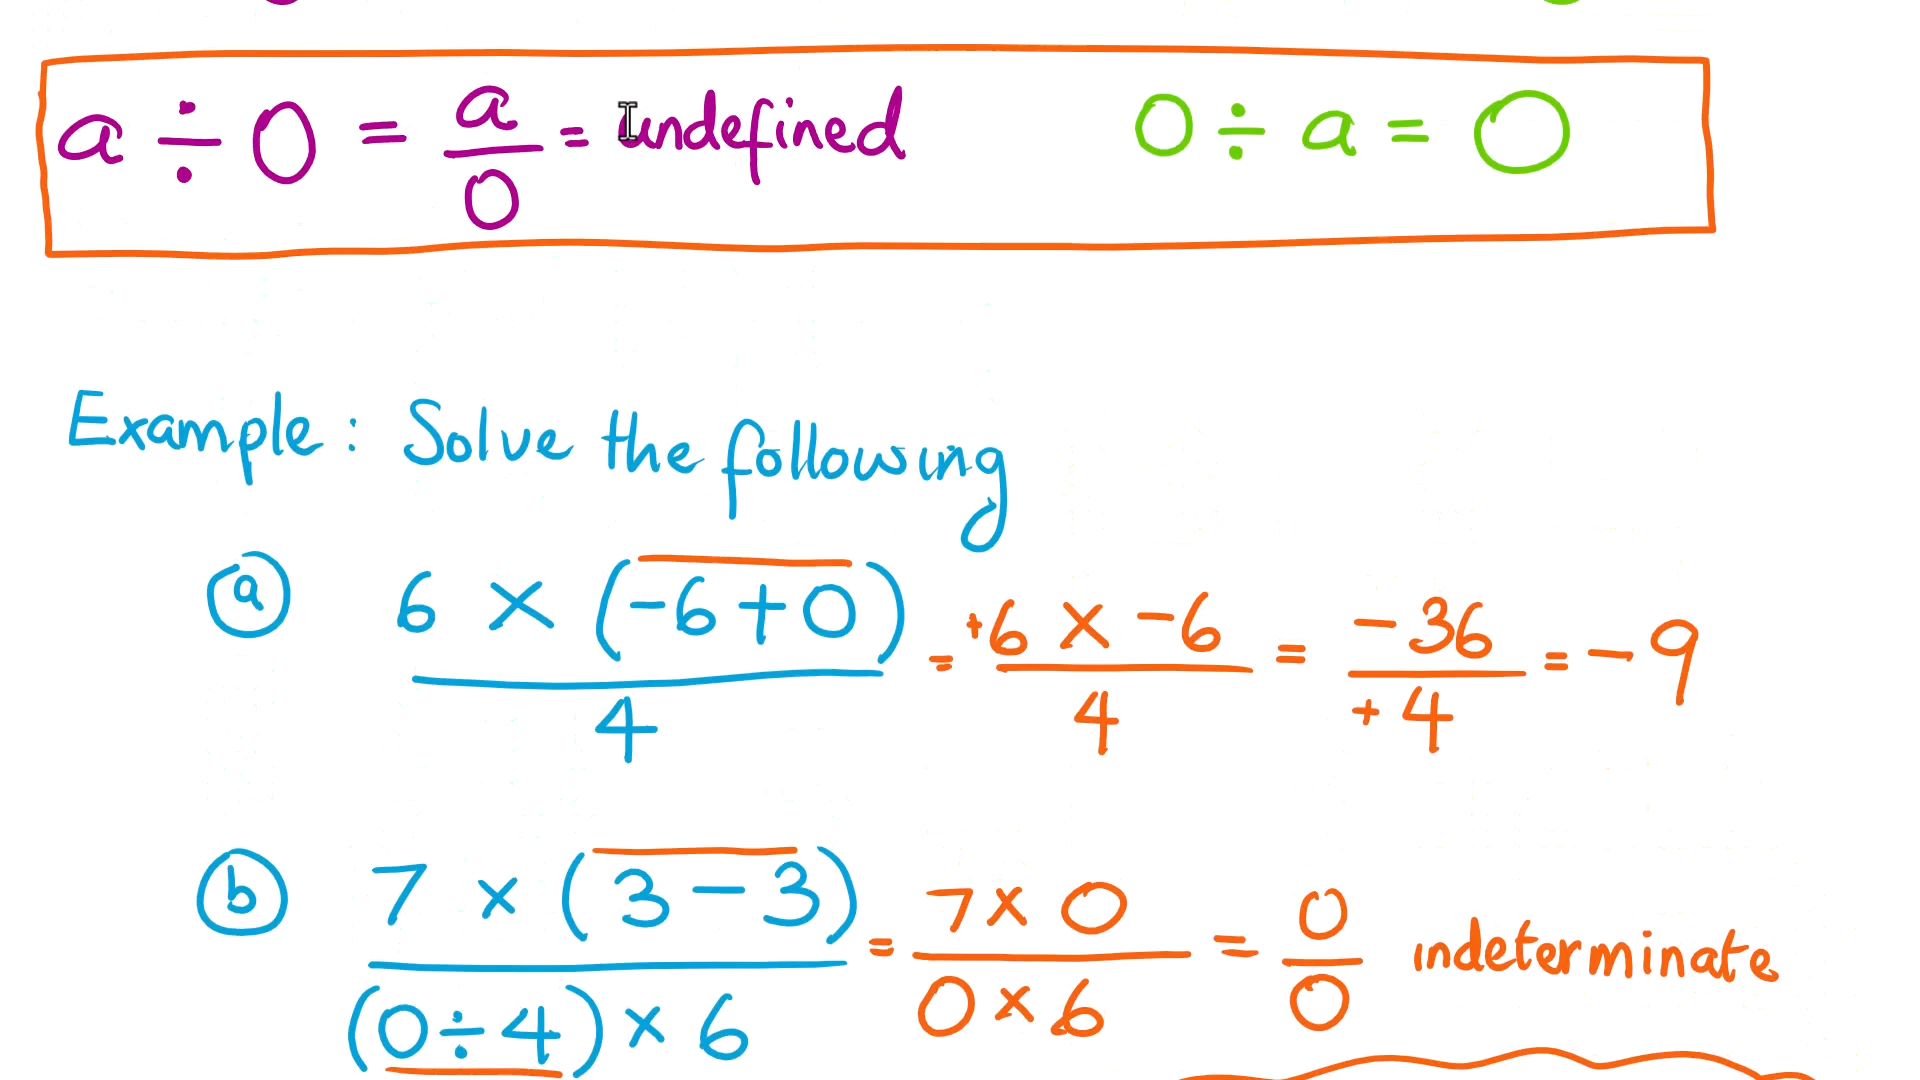 a ÷ 0 = a/0 = undefined 0 ÷ a = 0
Example : Solve the following
(a) 6 × (-6+0) / 4 = +6 × -6 / 4 = -36 / +4 = -9
(b) 7 × (3-3) / (0÷4) × 6 = 7 × 0 / 0 × 6 = 0/0 indeterminate